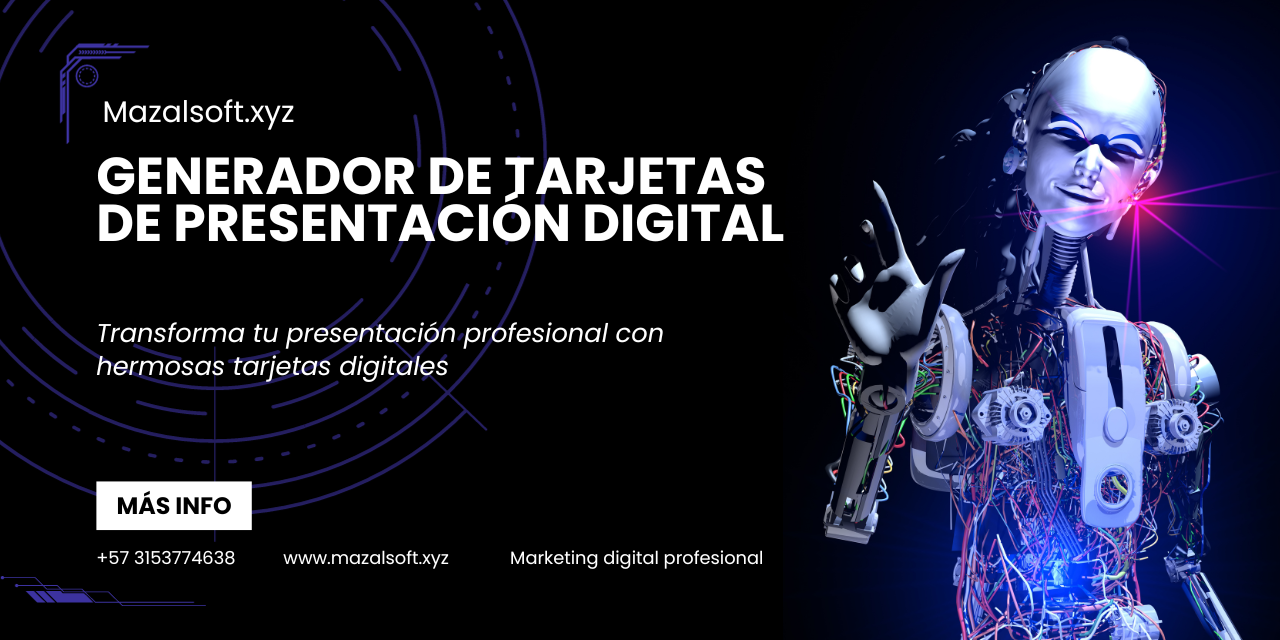 Mazalsoft.xyz
GENERADOR DE TARJETAS
DE PRESENTACIÓN DIGITAL
Transforma tu presentación profesional con
hermosas tarjetas digitales
MÁS INFO
+57 3153774638 www.mazalsoft.xyz Marketing digital profesional